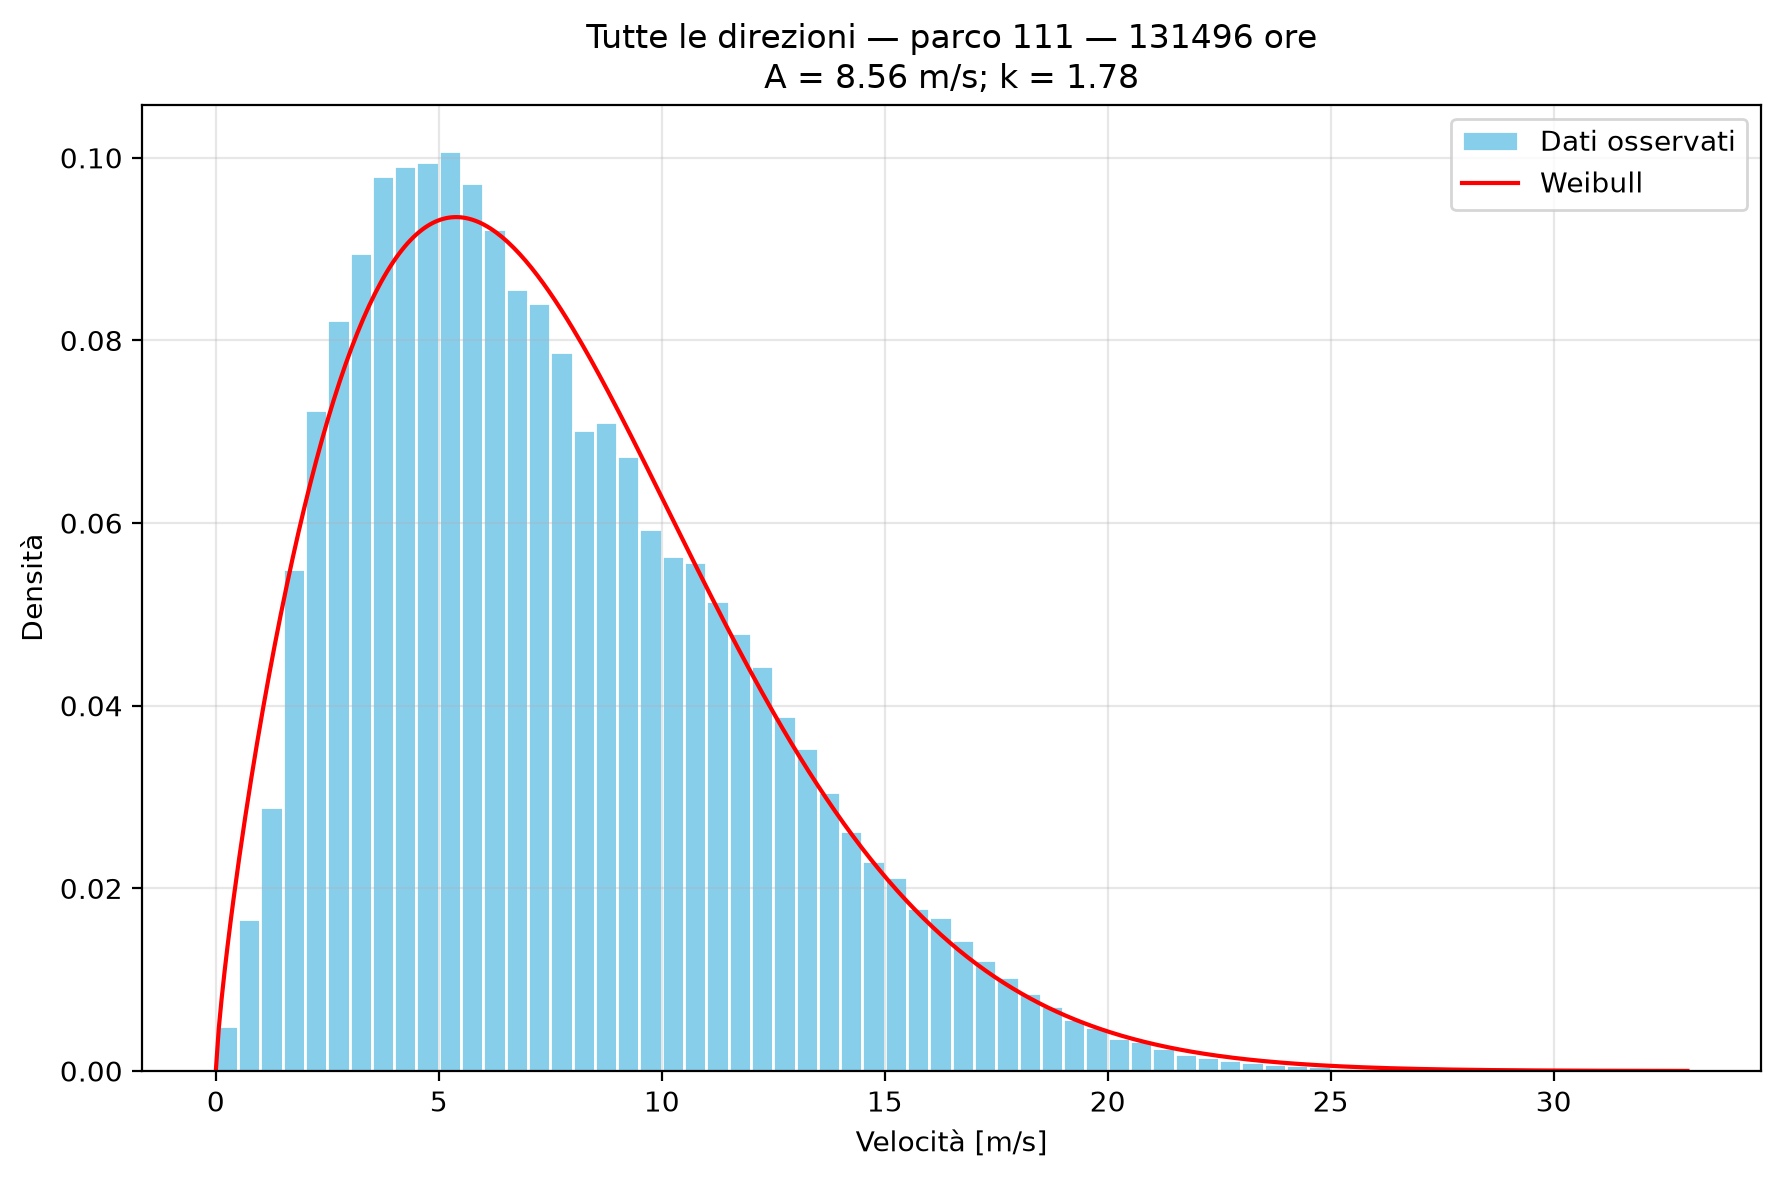 Tutte le direzioni — parco 111 — 131496 ore
A = 8.56 m/s; k = 1.78
Dati osservati
Weibull
Densità
0.10
0.08
0.06
0.04
0.02
0.00
0
5
10
15
20
25
30
Velocità [m/s]